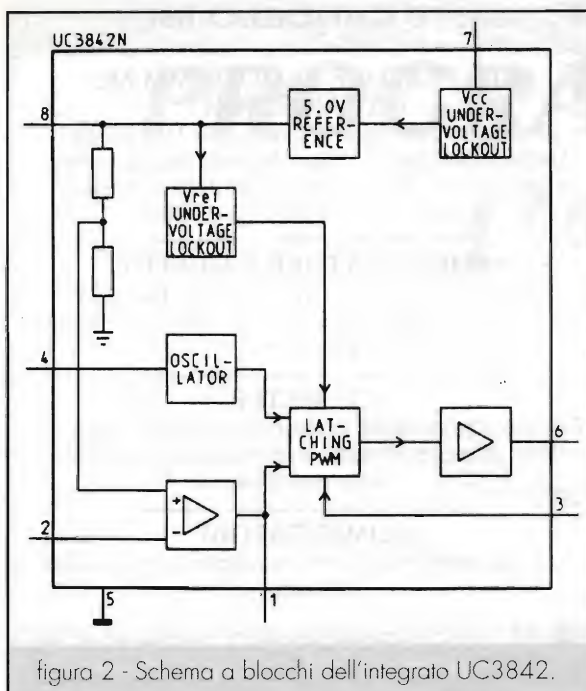 UC3842N
7
8
5.0V
REFER-
ENCE
Vcc
UNDER-
VOLTAGE
LOCKOUT
Vref
UNDER-
VOLTAGE
LOCKOUT
4
OSCIL-
LATOR
LAT-
CHING
PWM
6
3
+
-
2
5
1
figura 2 - Schema a blocchi dell'integrato UC3842.